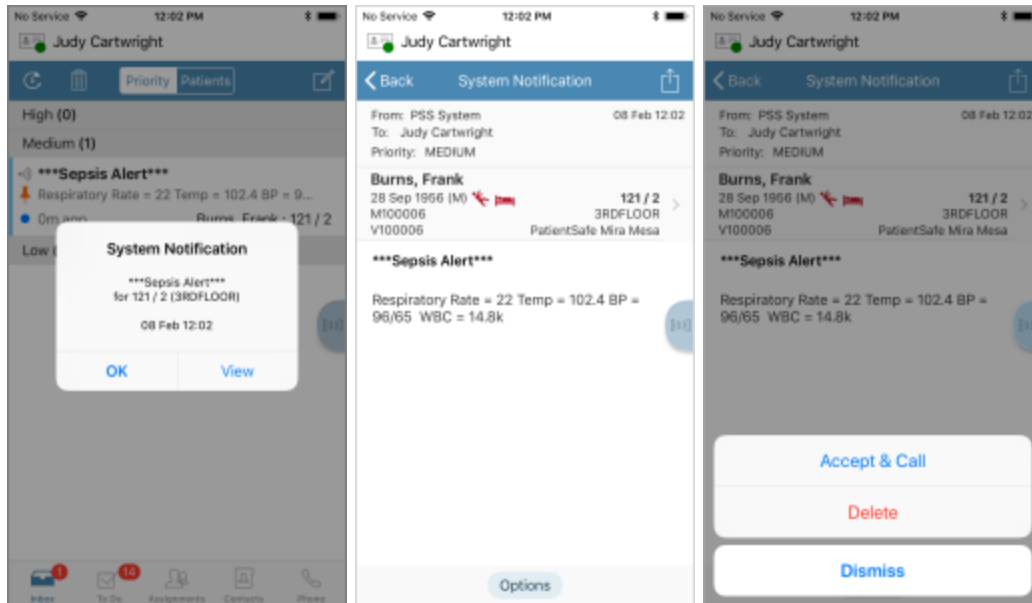 No Service 12:02 PM
Judy Cartwright
Priority Patients
High (0)
Medium (1)
***Sepsis Alert***
Respiratory Rate = 22 Temp = 102.4 BP = 9...
0m ago Burns, Frank : 121 / 2
Low (
System Notification
***Sepsis Alert***
for 121 / 2 (3RDFLOOR)
08 Feb 12:02
OK View
1 14
Inbox To Do Assignments Contacts Phone
No Service 12:02 PM
Judy Cartwright
Back System Notification
From: PSS System 08 Feb 12:02
To: Judy Cartwright
Priority: MEDIUM
Burns, Frank
28 Sep 1956 (M) 121 / 2
M100006 3RDFLOOR
V100006 PatientSafe Mira Mesa
***Sepsis Alert***
Respiratory Rate = 22 Temp = 102.4 BP =
96/65 WBC = 14.8k
Options
No Service 12:02 PM
Judy Cartwright
Back System Notification
From: PSS System 08 Feb 12:02
To: Judy Cartwright
Priority: MEDIUM
Burns, Frank
28 Sep 1956 (M) 121 / 2
M100006 3RDFLOOR
V100006 PatientSafe Mira Mesa
***Sepsis Alert***
Respiratory Rate = 22 Temp = 102.4 BP =
96/65 WBC = 14.8k
Accept & Call
Delete
Dismiss